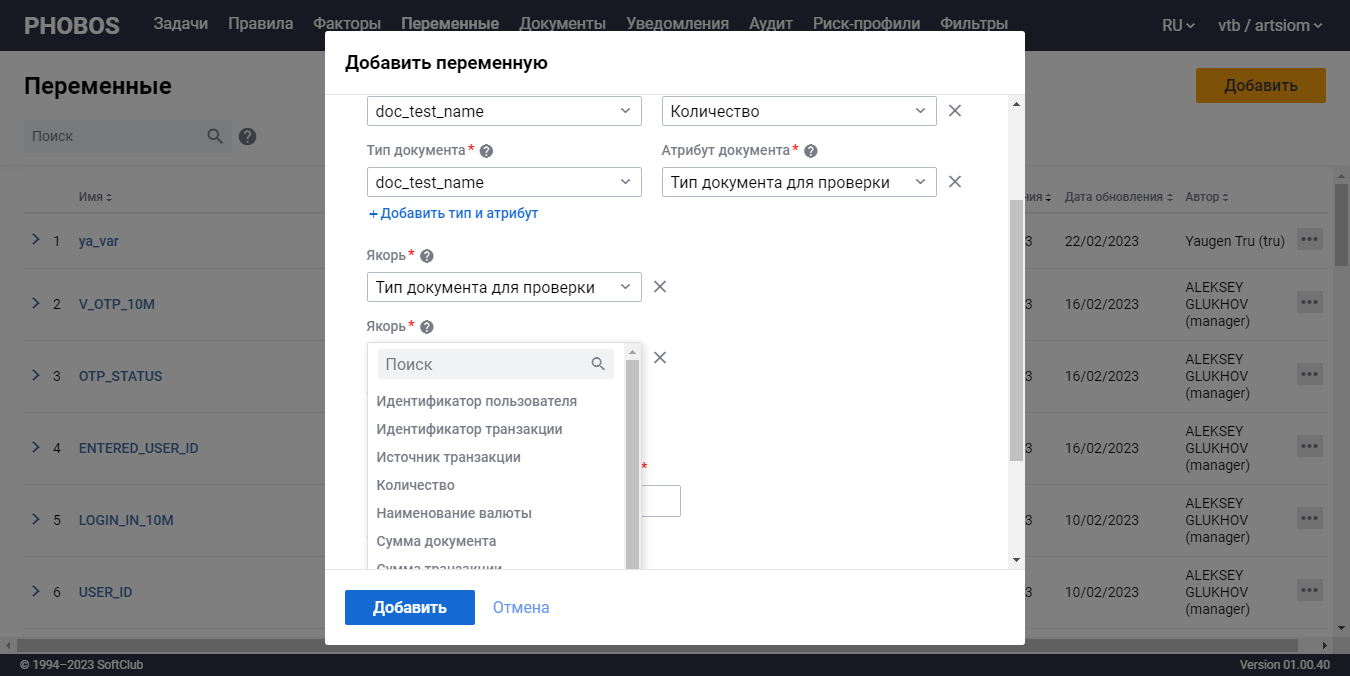 PHOBOS Задачи Правила Факторы Переменные Документы Уведомления Аудит Риск-профили Фильтры RU vtb / artsiom
Переменные
Добавить
Поиск
Имя
ния Дата обновления Автор
1 ya_var 3 22/02/2023 Yaugen Tru (tru)
2 V_OTP_10M 3 16/02/2023 ALEKSEY GLUKHOV (manager)
3 OTP_STATUS 3 16/02/2023 ALEKSEY GLUKHOV (manager)
4 ENTERED_USER_ID 3 16/02/2023 ALEKSEY GLUKHOV (manager)
5 LOGIN_IN_10M 3 10/02/2023 ALEKSEY GLUKHOV (manager)
6 USER_ID 3 10/02/2023 ALEKSEY GLUKHOV (manager)
Добавить переменную
doc_test_name Количество
Тип документа * Атрибут документа *
doc_test_name Тип документа для проверки
+ Добавить тип и атрибут
Якорь *
Тип документа для проверки
Якорь *
Поиск
Идентификатор пользователя
Идентификатор транзакции
Источник транзакции
*
Количество
Наименование валюты
Сумма документа
Сумма транзакции
Добавить Отмена
© 1994–2023 SoftClub Version 01.00.40